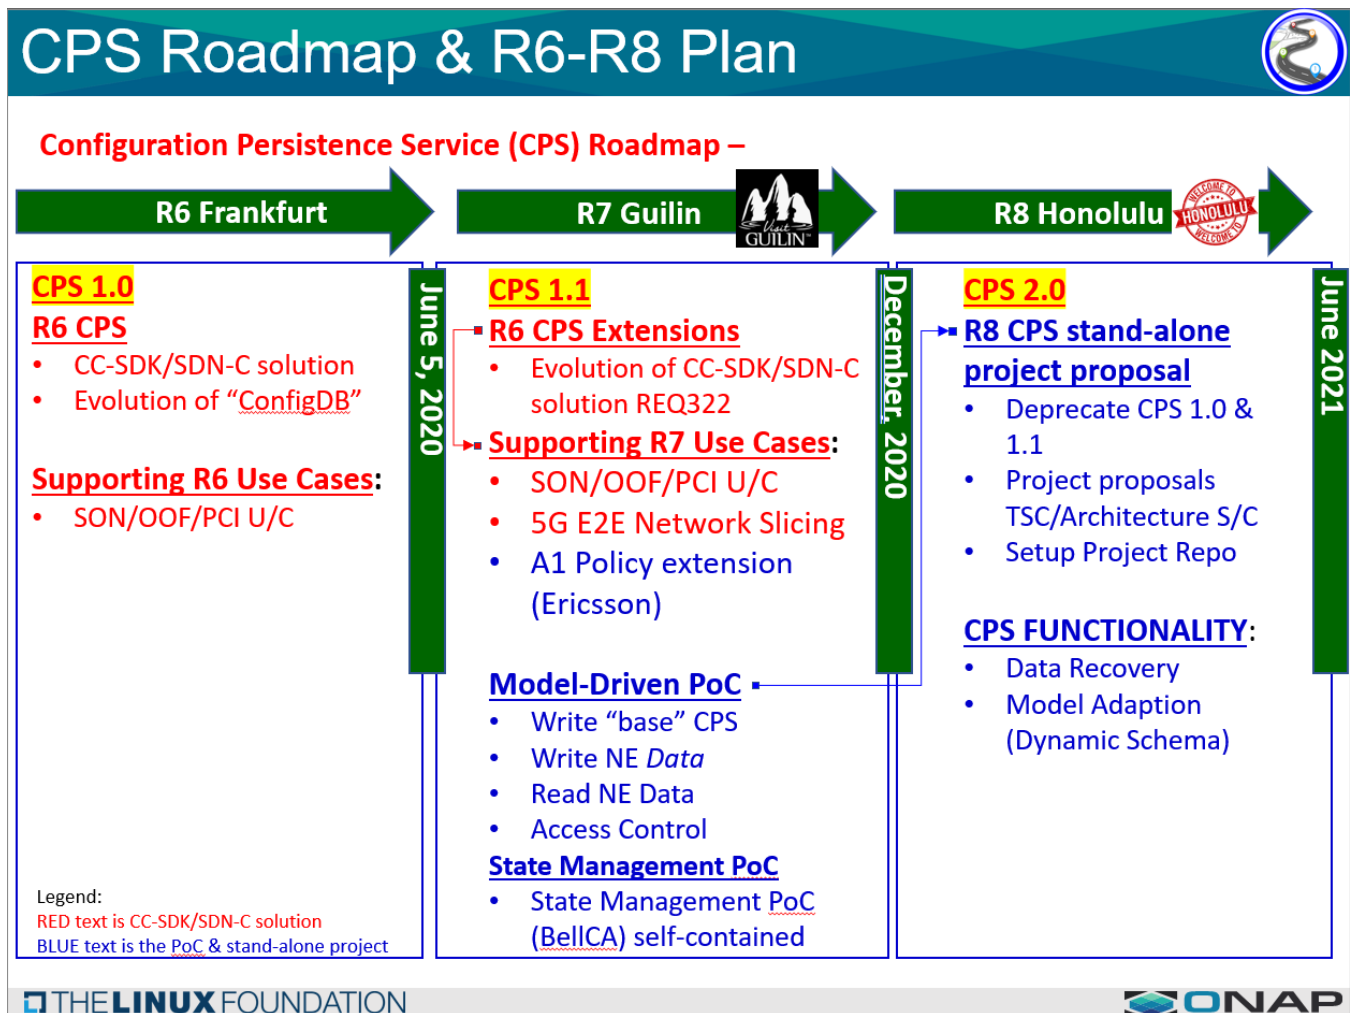 CPS Roadmap & R6-R8 Plan
Configuration Persistence Service (CPS) Roadmap –
R6 Frankfurt
R7 Guilin
Visit
GUILIN™
R8 Honolulu
WELCOME TO
HONOLULU
WELCOME TO
CPS 1.0
R6 CPS
• CC-SDK/SDN-C solution
• Evolution of “ConfigDB”
Supporting R6 Use Cases:
• SON/OOF/PCI U/C
Legend:
RED text is CC-SDK/SDN-C solution
BLUE text is the PoC & stand-alone project
June 5, 2020
CPS 1.1
R6 CPS Extensions
• Evolution of CC-SDK/SDN-C
solution REQ322
Supporting R7 Use Cases:
• SON/OOF/PCI U/C
• 5G E2E Network Slicing
• A1 Policy extension
(Ericsson)
Model-Driven PoC
• Write “base” CPS
• Write NE Data
• Read NE Data
• Access Control
State Management PoC
• State Management PoC
(BellCA) self-contained
December, 2020
CPS 2.0
R8 CPS stand-alone
project proposal
• Deprecate CPS 1.0 &
1.1
• Project proposals
TSC/Architecture S/C
• Setup Project Repo
CPS FUNCTIONALITY:
• Data Recovery
• Model Adaption
(Dynamic Schema)
June 2021
THE LINUX FOUNDATION
ONAP